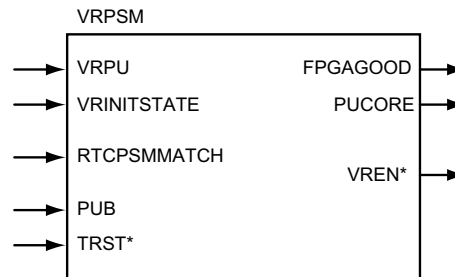 VRPSM
VRPU FPGAGOOD
VRINITSTATE PUCORE
RTCPSMMATCH
VREN*
PUB
TRST*